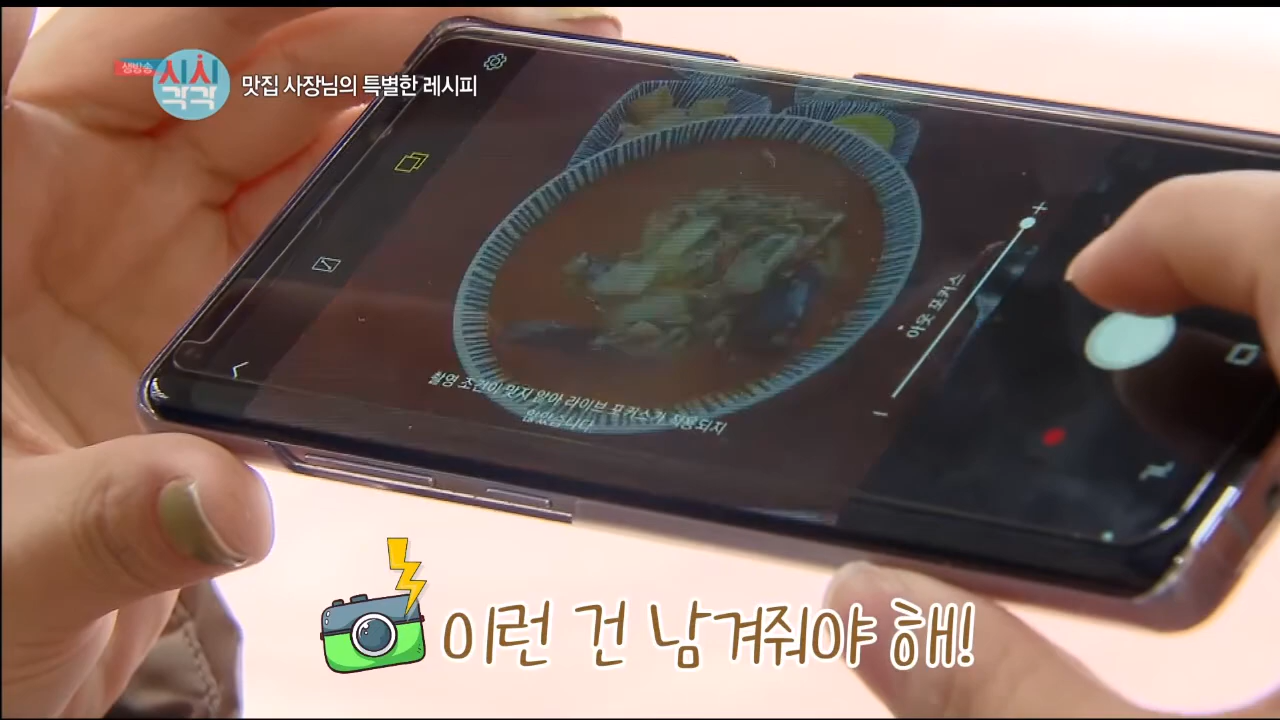 생방송
시시각각
맛집 사장님의 특별한 레시피
아웃 포커스
촬영 조건이 맞지 않아 라이브 포커스가 적용되지
않았습니다.
이런 건 남겨줘야 해!